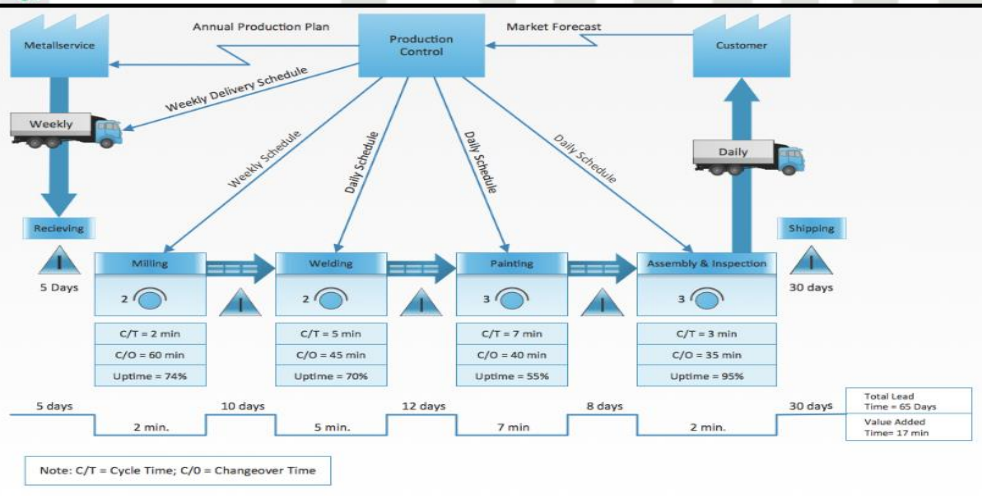 Metallservice
Annual Production Plan
Production
Control
Market Forecast
Customer
Weekly Delivery Schedule
Weekly
Weekly Schedule
Daily Schedule
Daily Schedule
Daily Schedule
Daily
Recieving
Shipping
I
5 Days
Milling
Welding
Painting
Assembly & Inspection
I
30 days
2
2
3
3
I
I
I
C/T = 2 min
C/T = 5 min
C/T = 7 min
C/T = 3 min
C/O = 60 min
C/O = 45 min
C/O = 40 min
C/O = 35 min
Uptime = 74%
Uptime = 70%
Uptime = 55%
Uptime = 95%
5 days
10 days
12 days
8 days
30 days
2 min.
5 min.
7 min
2 min.
Total Lead
Time = 65 Days
Value Added
Time= 17 min
Note: C/T = Cycle Time; C/0 = Changeover Time